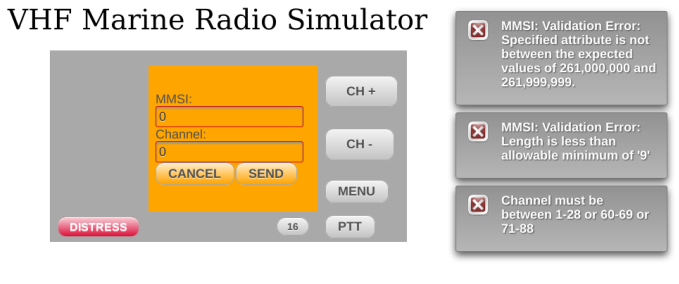 VHF Marine Radio Simulator
MMSI:
0
Channel:
0
CANCEL SEND
CH +
CH -
MENU
DISTRESS
16
PTT
MMSI: Validation Error:
Specified attribute is not
between the expected
values of 261,000,000 and
261,999,999.
MMSI: Validation Error:
Length is less than
allowable minimum of '9'
Channel must be
between 1-28 or 60-69 or
71-88